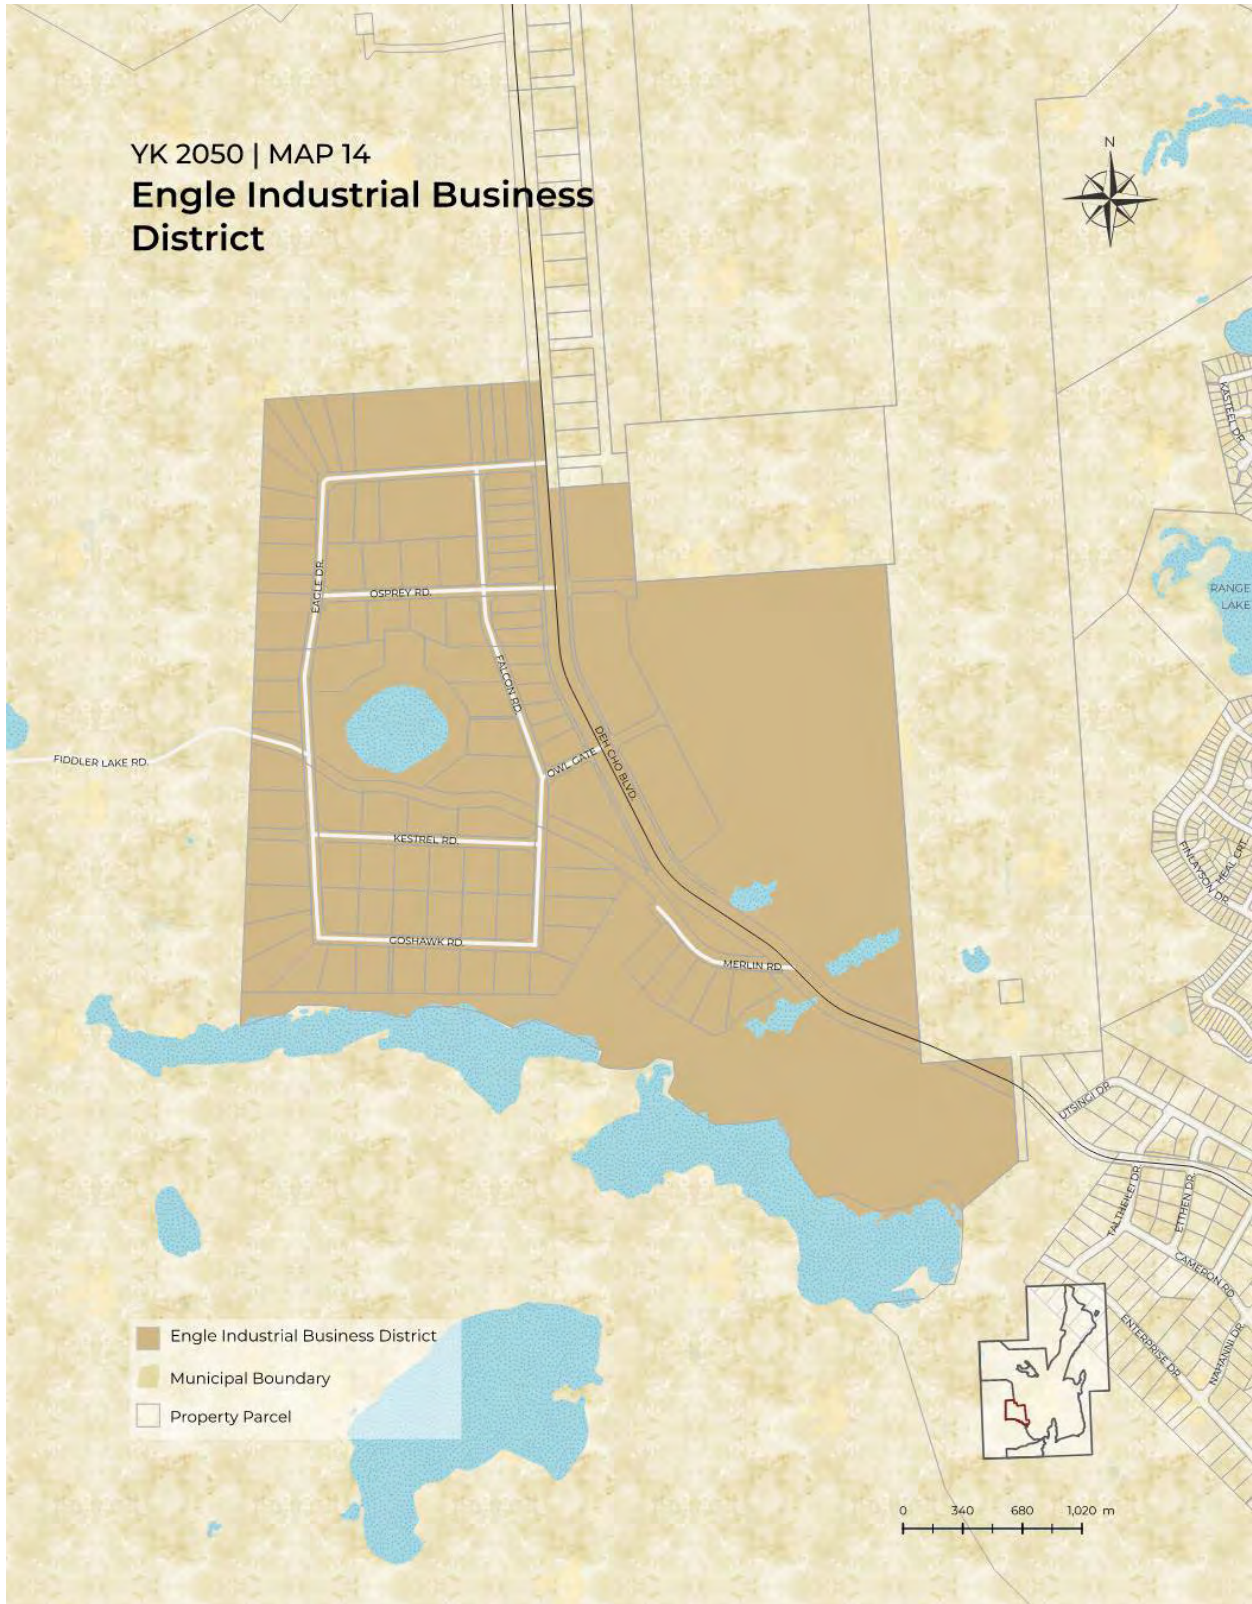 YK 2050 | MAP 14
Engle Industrial Business
District
N
KASTEEL DR.
EAGLE DR.
OSPREY RD.
RANGE
LAKE
FALCON RD.
FIDDLER LAKE RD.
OWL GATE
DEH CHO BLVD.
KESTREL RD.
FINLAYSON DR.
HEAL CRT.
GOSHAWK RD.
MERLIN RD.
UTSINGI DR.
TALTHEILEI DR.
ETTHEN DR.
CAMERON RD.
ENTERPRISE DR.
NAHANNI DR.
Engle Industrial Business District
Municipal Boundary
Property Parcel
0 340 680 1,020 m